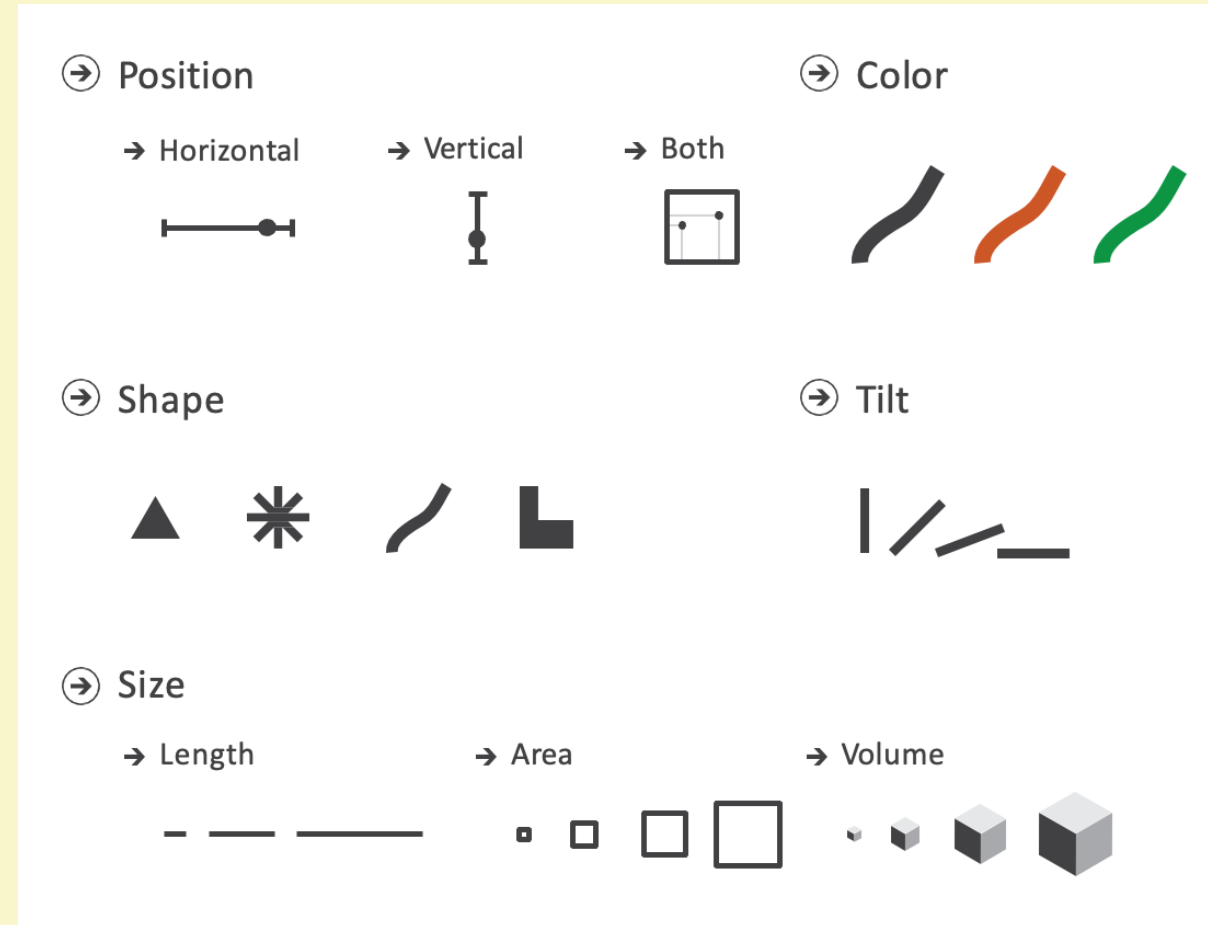 Position
Color
Horizontal
Vertical
Both
Shape
Tilt
Size
Length
Area
Volume